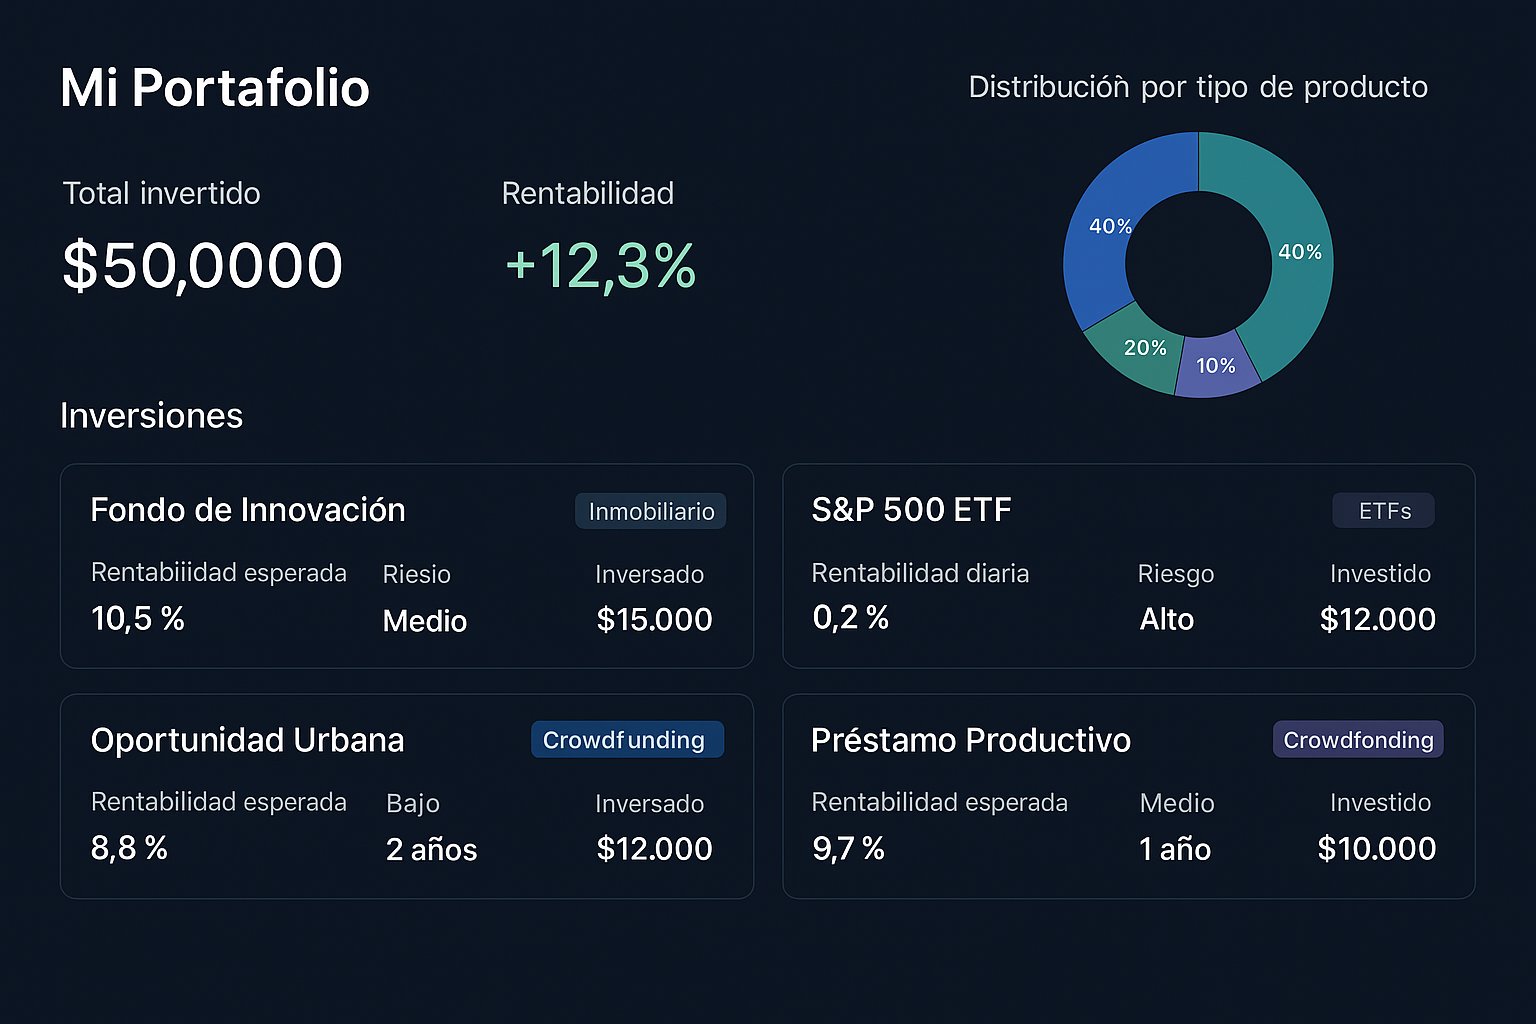 Mi Portafolio
Total invertido
$50,0000
Rentabilidad
+12,3%
Distribución̉ por tipo de producto
40%
40%
20%
10%
Inversiones
Fondo de Innovación
Inmobiliario
Rentabiiidad esperada
10,5 %
Riesio
Medio
Inversado
$15.000
S&P 500 ETF
ETFs
Rentabilidad diaria
0,2 %
Riesgo
Alto
Investido
$12.000
Oportunidad Urbana
Crowdfunding
Rentabilidad esperada
8,8 %
Bajo
2 años
Inversado
$12.000
Préstamo Productivo
Crowdfonding
Rentabilidad esperada
9,7 %
Medio
1 año
Investido
$10.000